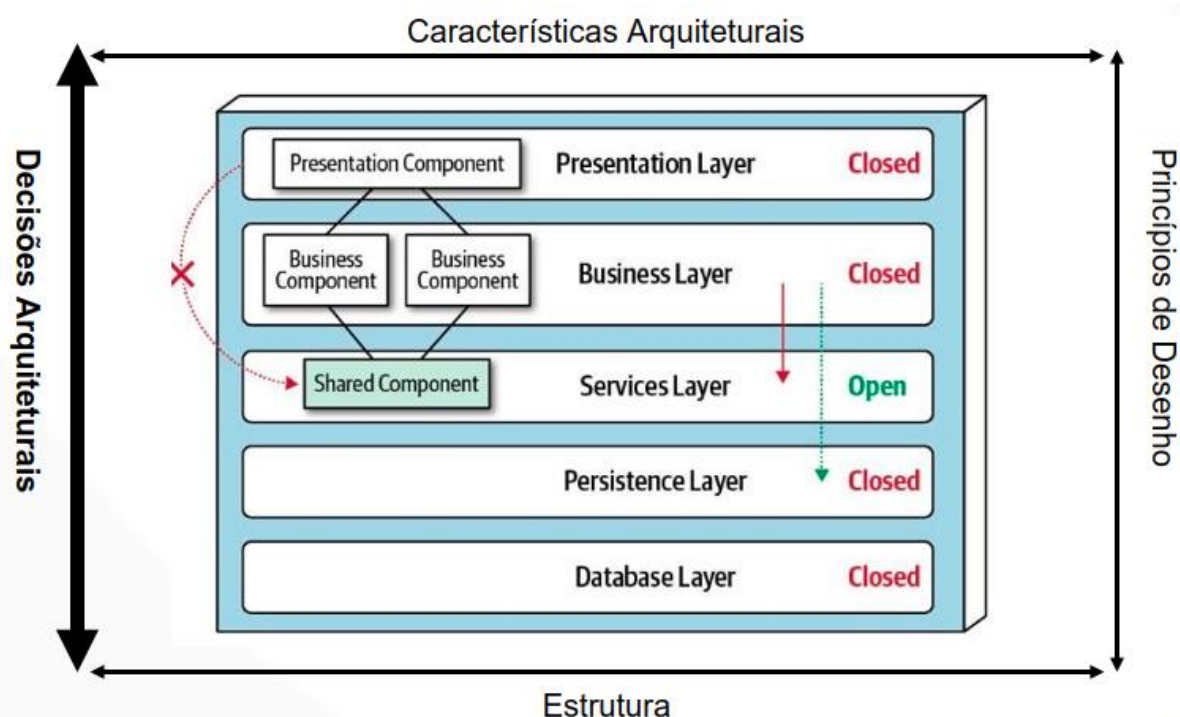 Características Arquiteturais
Decisões Arquiteturais
Presentation Component
Presentation Layer
Closed
Business
Component
Business
Component
Business Layer
Closed
Shared Component
Services Layer
Open
Persistence Layer
Closed
Database Layer
Closed
Princípios de Desenho
Estrutura